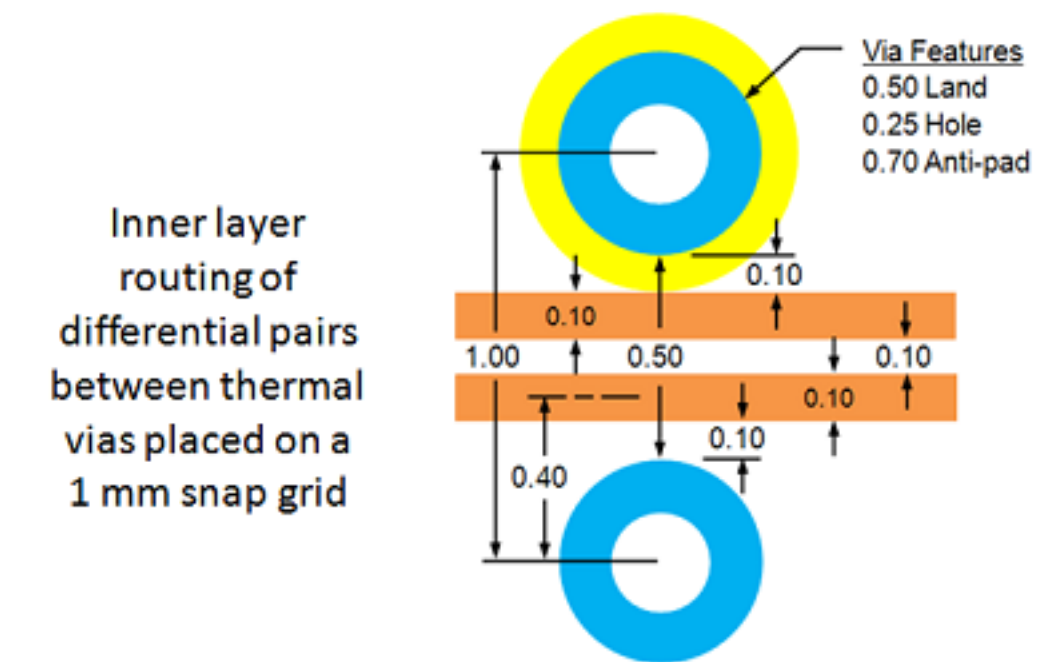 Inner layer
routing of
differential pairs
between thermal
vias placed on a
1 mm snap grid
Via Features
0.50 Land
0.25 Hole
0.70 Anti-pad
0.10
0.10
1.00
0.50
0.10
0.10
0.10
0.40